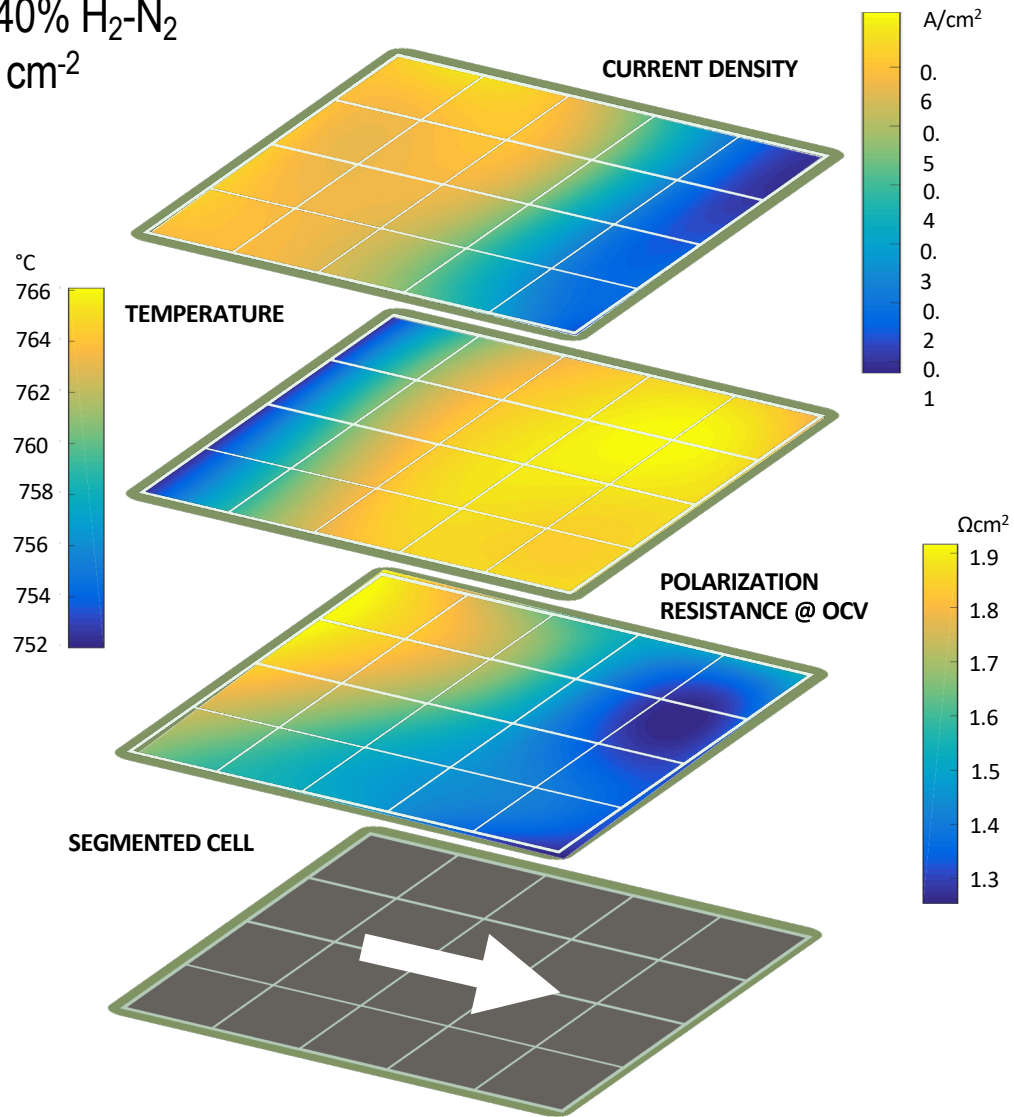 40% H₂-N₂
cm⁻²
CURRENT DENSITY
A/cm²
0.
6
0.
5
0.
4
0.
3
0.
2
0.
1
°C
766
764
762
760
758
756
754
752
TEMPERATURE
POLARIZATION
RESISTANCE @ OCV
Ωcm²
1.9
1.8
1.7
1.6
1.5
1.4
1.3
SEGMENTED CELL